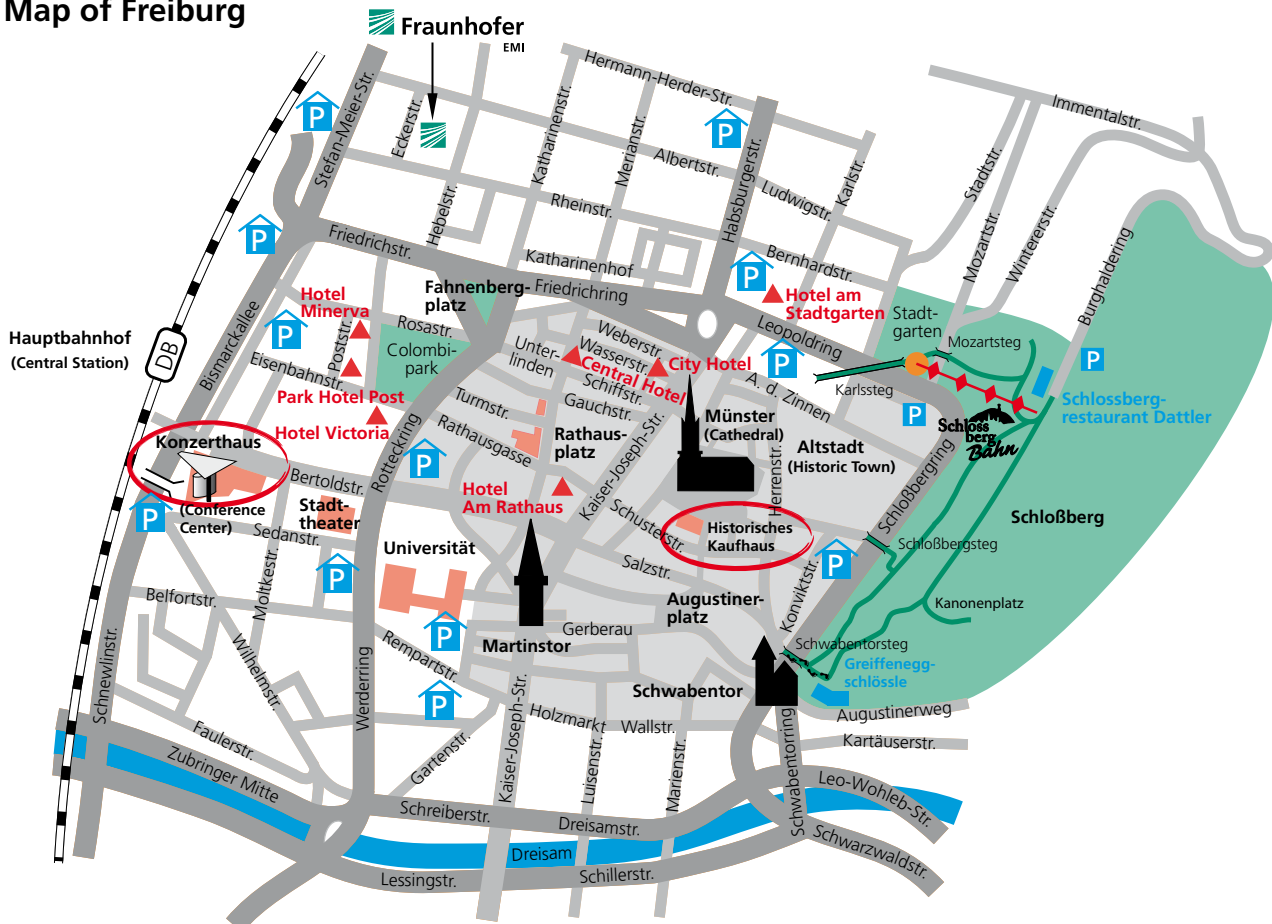 Map of Freiburg
Fraunhofer
EMI
Hermann-Herder-Str.
Immentalstr.
Stefan-Meier-Str.
P
Eckerstr.
Katharinenstr.
Merianstr.
P
Albertstr.
Ludwigstr.
Karlstr.
Stadtstr.
Habsburgerstr.
Rheinstr.
Hebelstr.
Mozartstr.
Wintererstr.
P
Friedrichstr.
Katharinenhof
Bernhardstr.
Burghaldering
P
Fahnenberg-
platz
Friedrichring
Hotel am
Stadtgarten
Hotel
Minerva
Leopoldring
Stadt-
garten
Hauptbahnhof
(Central Station)
DB
Bismarckallee
P
Poststr.
Rosastr.
Colombi-
park
Unter-
linden
Weberstr.
Wasserstr.
City Hotel
Central Hotel
P
Mozartsteg
P
Eisenbahnstr.
Schiffstr.
A. d. Zinnen
Karlssteg
Park Hotel Post
Turmstr.
Gauchstr.
Schlossberg-
restaurant Dattler
Hotel Victoria
Rathausgasse
Rathaus-
platz
Kaiser-Joseph-Str.
Münster
(Cathedral)
P
Schloss
berg
Bahn
Konzerthaus
Rotteckring
P
Altstadt
(Historic Town)
Bertoldstr.
Hotel
Am Rathaus
Herrenstr.
Schloßbergring
P
(Conference
Center)
Stadt-
theater
Schusterstr.
Historisches
Kaufhaus
Schloßberg
Sedanstr.
Universität
Schloßbergsteg
P
Salzstr.
P
Moltkestr.
Konviktstr.
Belfortstr.
Augustiner-
platz
Kanonenplatz
P
Gerberau
Rempartstr.
Martinstor
Schwabentorsteg
Wilhelmstr.
Greiffenegg-
schlössle
Schnewlinstr.
P
Schwabentor
Werderring
Kaiser-Joseph-Str.
Holzmarkt
Wallstr.
Augustinerweg
Faulerstr.
Kartäuserstr.
Gartenstr.
Luisenstr.
Marienstr.
Schwabentorring
Zubringer Mitte
Leo-Wohleb-Str.
Schreiberstr.
Dreisamstr.
Schwarzwaldstr.
Dreisam
Lessingstr.
Schillerstr.